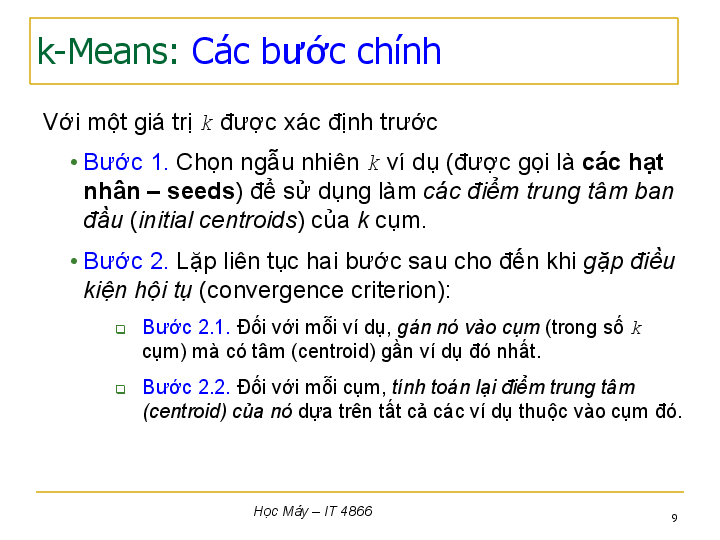 k-Means: Các bước chính
Với một giá trị k được xác định trước
• Bước 1. Chọn ngẫu nhiên k ví dụ (được gọi là các hạt
nhân – seeds) để sử dụng làm các điểm trung tâm ban
đầu (initial centroids) của k cụm.
• Bước 2. Lặp liên tục hai bước sau cho đến khi gặp điều
kiện hội tụ (convergence criterion):
❑ Bước 2.1. Đối với mỗi ví dụ, gán nó vào cụm (trong số k
cụm) mà có tâm (centroid) gần ví dụ đó nhất.
❑ Bước 2.2. Đối với mỗi cụm, tính toán lại điểm trung tâm
(centroid) của nó dựa trên tất cả các ví dụ thuộc vào cụm đó.
Học Máy – IT 4866
9